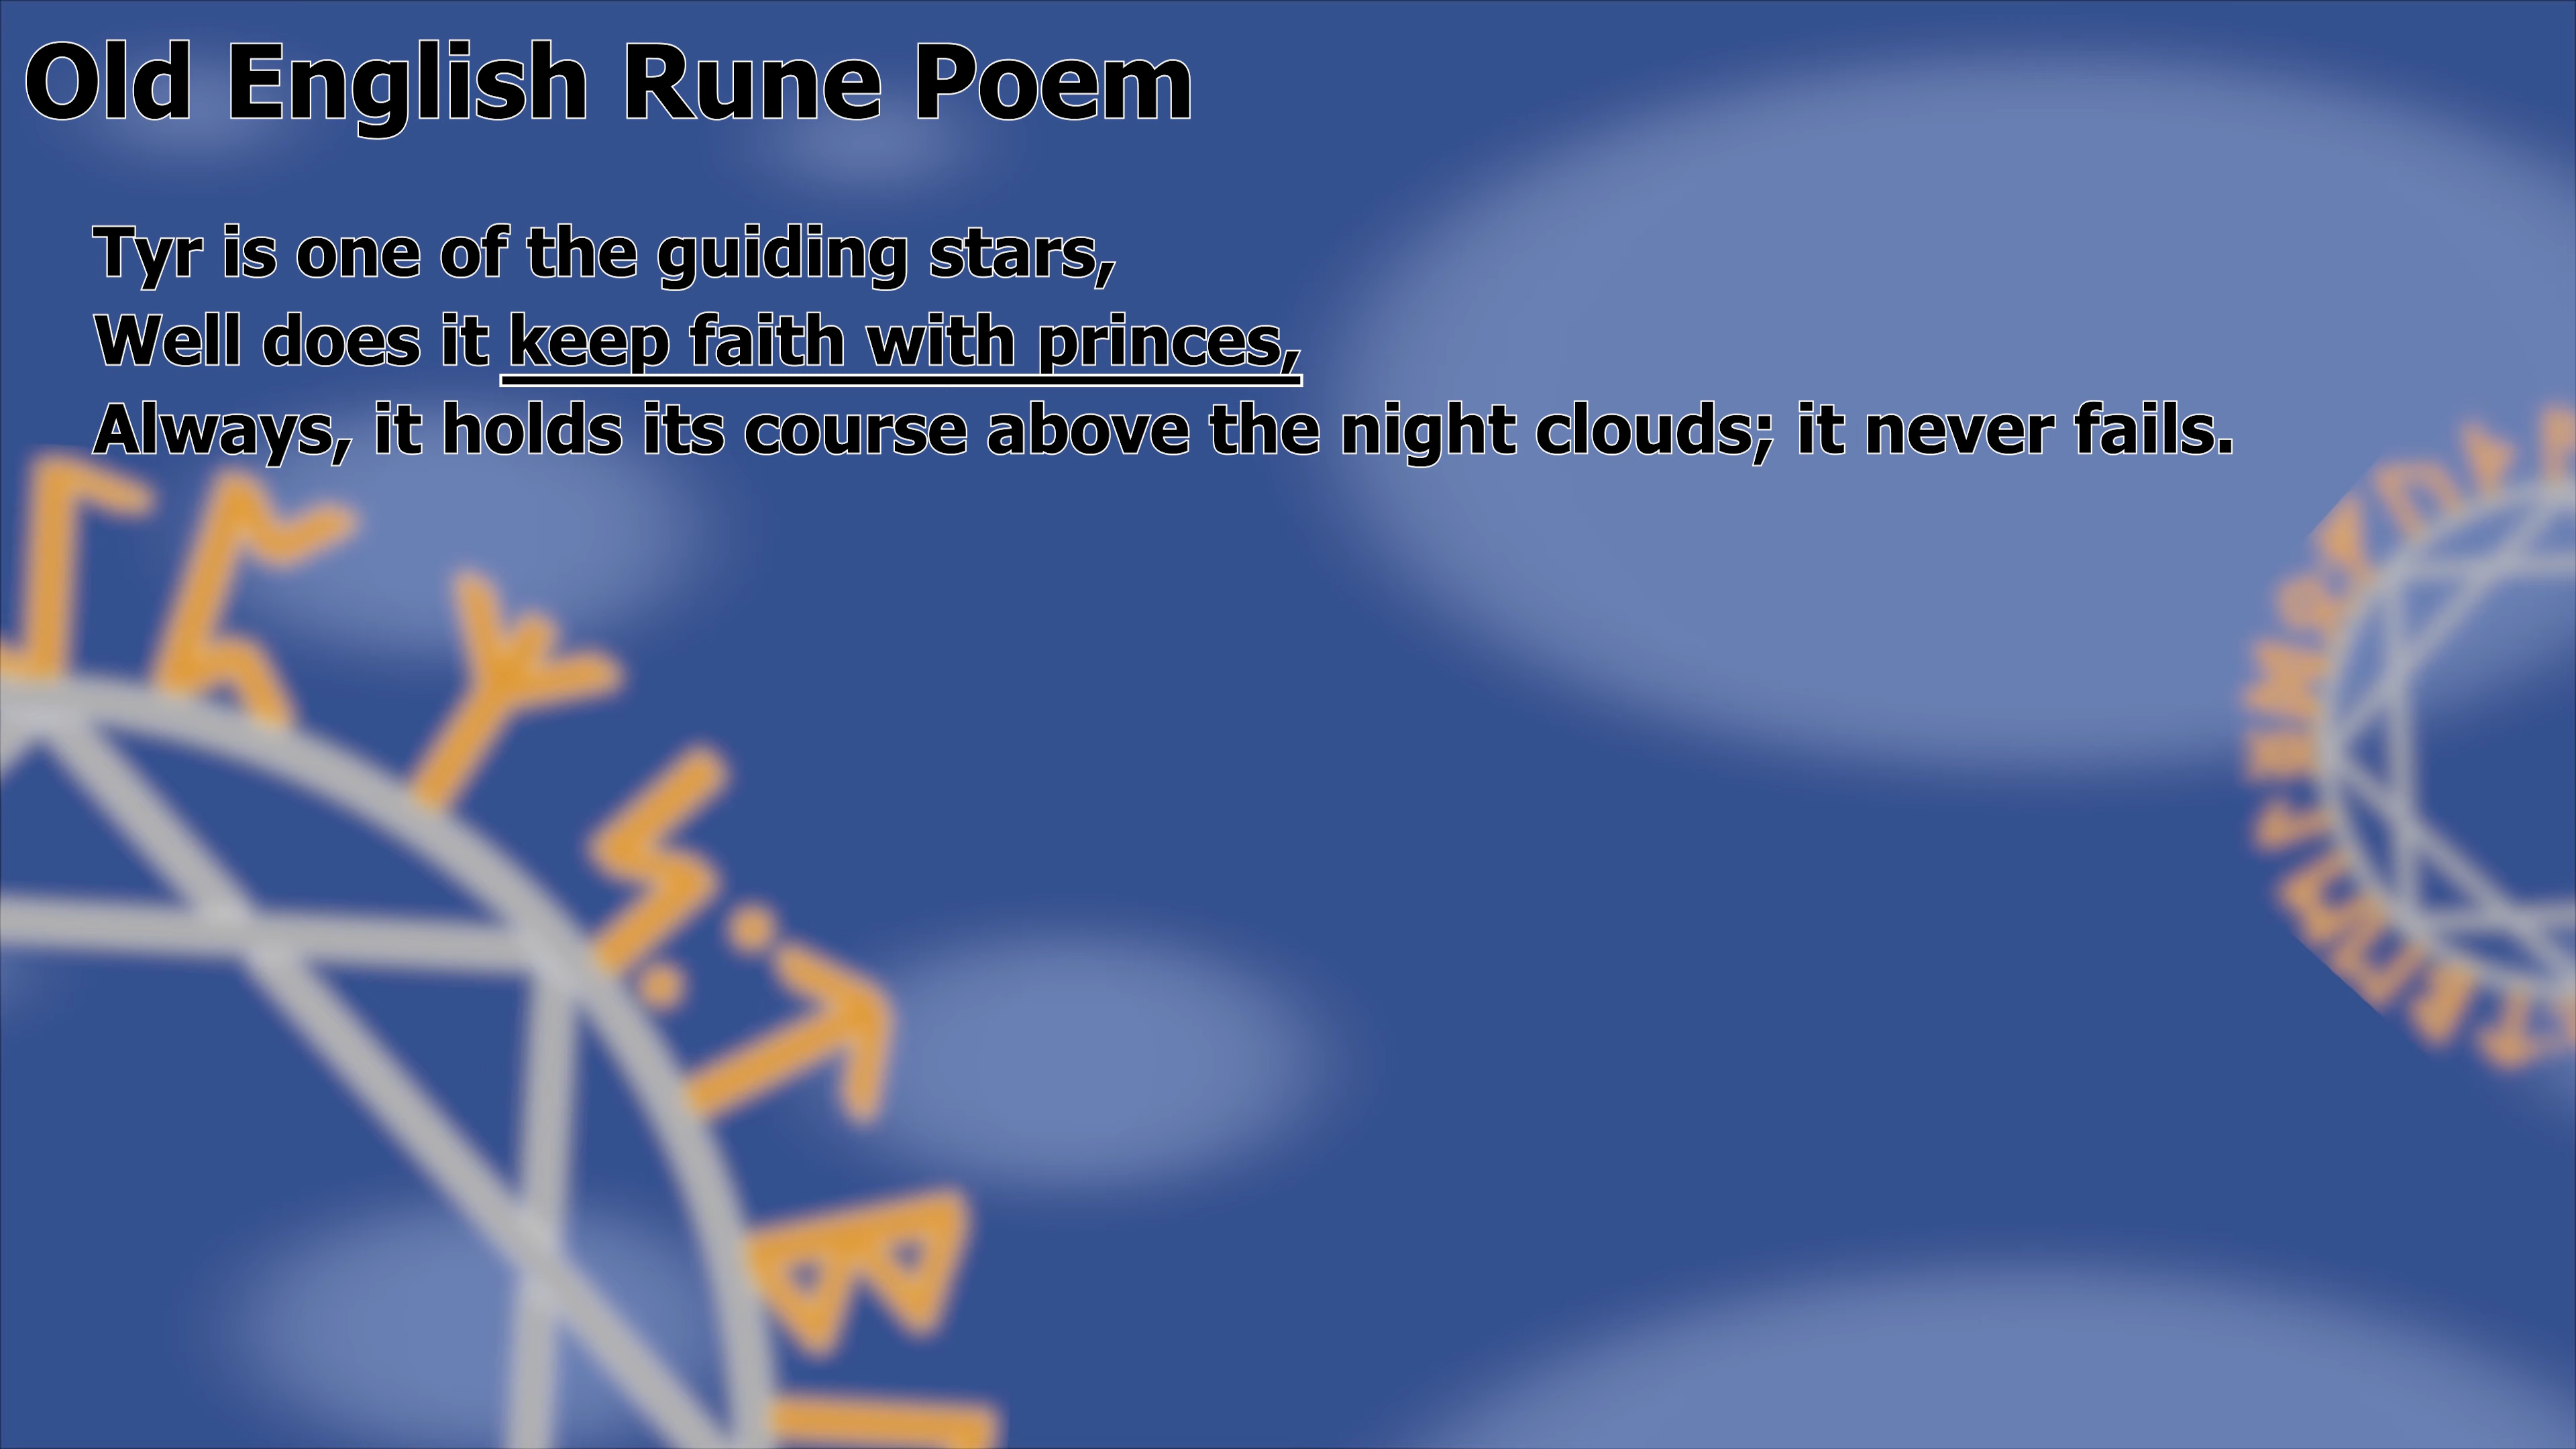 Old English Rune Poem
Tyr is one of the guiding stars,
Well does it keep faith with princes,
Always, it holds its course above the night clouds; it never fails.
ᛚ ᛈ ᛉ ᛊ : ᛏ ᛒ